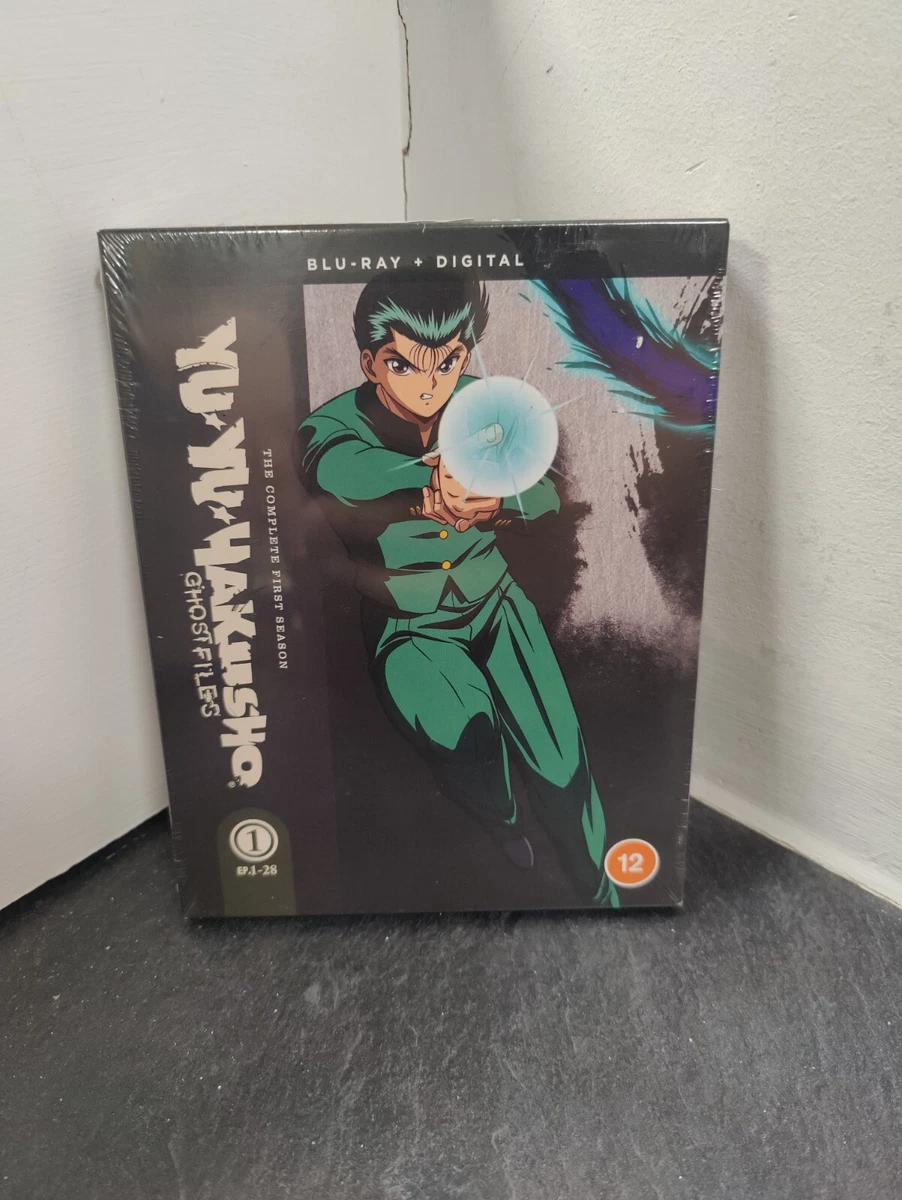 BLU-RAY + DIGITAL
YU★YU★HAKUSHO
GHOST FILES
THE COMPLETE FIRST SEASON
1
EP.1-28
12